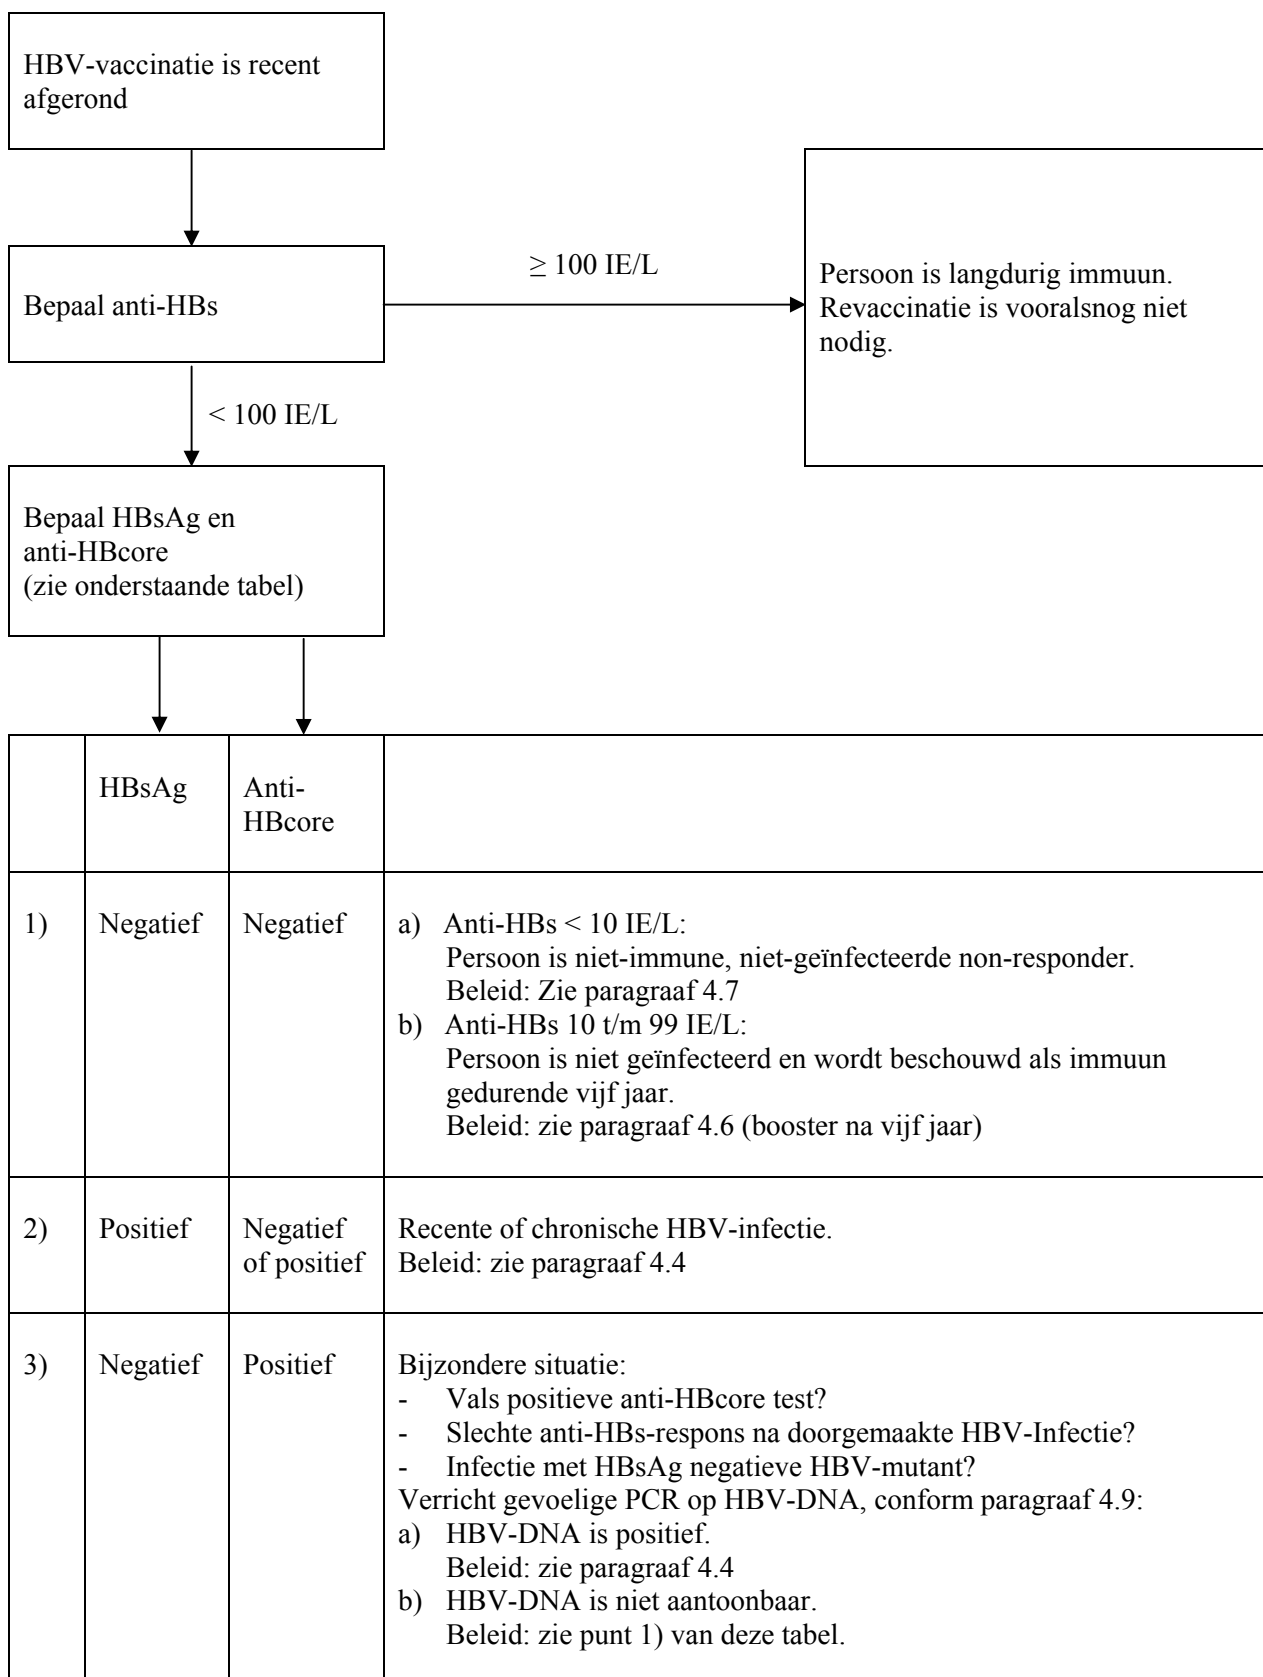 HBV-vaccinatie is recent
afgerond
Bepaal anti-HBs
≥ 100 IE/L
Persoon is langdurig immuun.
Revaccinatie is vooralsnog niet
nodig.
< 100 IE/L
Bepaal HBsAg en
anti-HBcore
(zie onderstaande tabel)
HBsAg
Anti-
HBcore
1)
Negatief
Negatief
a) Anti-HBs < 10 IE/L:
Persoon is niet-immune, niet-geïnfecteerde non-responder.
Beleid: Zie paragraaf 4.7
b) Anti-HBs 10 t/m 99 IE/L:
Persoon is niet geïnfecteerd en wordt beschouwd als immuun
gedurende vijf jaar.
Beleid: zie paragraaf 4.6 (booster na vijf jaar)
2)
Positief
Negatief
of positief
Recente of chronische HBV-infectie.
Beleid: zie paragraaf 4.4
3)
Negatief
Positief
Bijzondere situatie:
- Vals positieve anti-HBcore test?
- Slechte anti-HBs-respons na doorgemaakte HBV-Infectie?
- Infectie met HBsAg negatieve HBV-mutant?
Verricht gevoelige PCR op HBV-DNA, conform paragraaf 4.9:
a) HBV-DNA is positief.
Beleid: zie paragraaf 4.4
b) HBV-DNA is niet aantoonbaar.
Beleid: zie punt 1) van deze tabel.